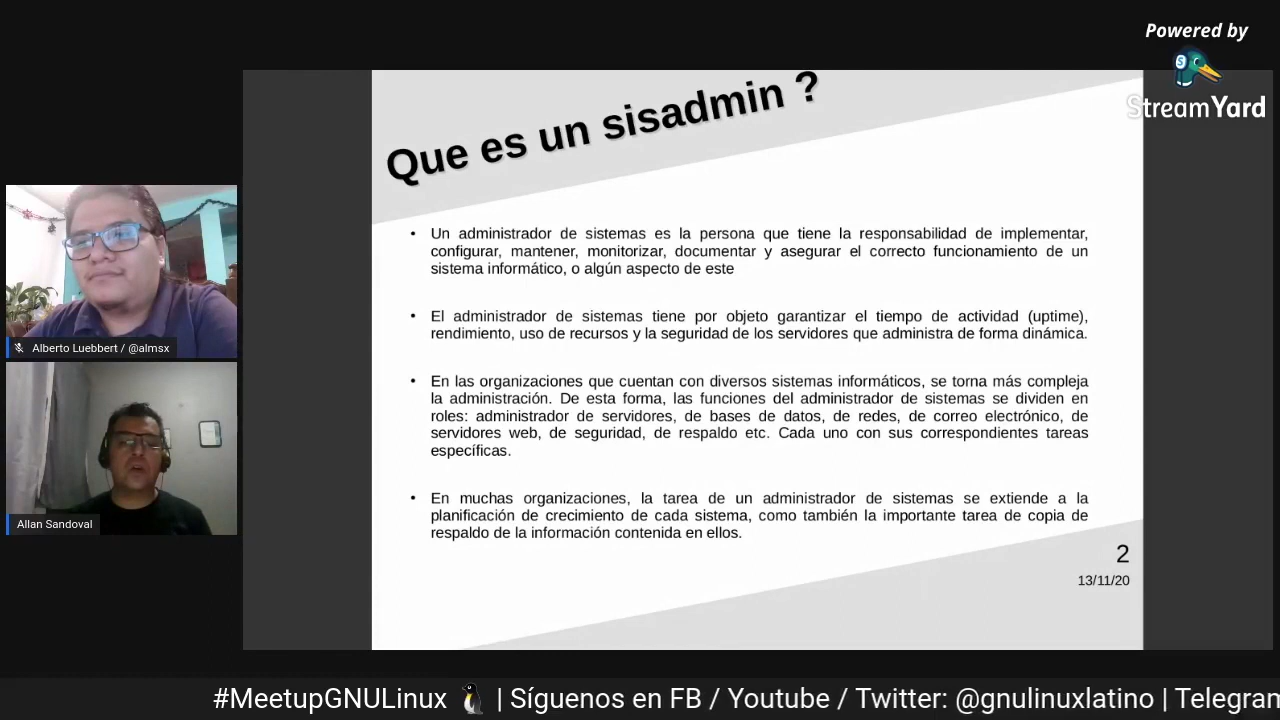 Powered by
StreamYard
Que es un sisadmin ?
• Un administrador de sistemas es la persona que tiene la responsabilidad de implementar,
configurar, mantener, monitorizar, documentar y asegurar el correcto funcionamiento de un
sistema informático, o algún aspecto de este
• El administrador de sistemas tiene por objeto garantizar el tiempo de actividad (uptime),
rendimiento, uso de recursos y la seguridad de los servidores que administra de forma dinámica.
• En las organizaciones que cuentan con diversos sistemas informáticos, se torna más compleja
la administración. De esta forma, las funciones del administrador de sistemas se dividen en
roles: administrador de servidores, de bases de datos, de redes, de correo electrónico, de
servidores web, de seguridad, de respaldo etc. Cada uno con sus correspondientes tareas
específicas.
• En muchas organizaciones, la tarea de un administrador de sistemas se extiende a la
planificación de crecimiento de cada sistema, como también la importante tarea de copia de
respaldo de la información contenida en ellos.
2
13/11/20
Alberto Luebbert / @almsx
Allan Sandoval
#MeetupGNULinux 🐧 | Síguenos en FB / Youtube / Twitter: @gnulinuxlatino | Telegram